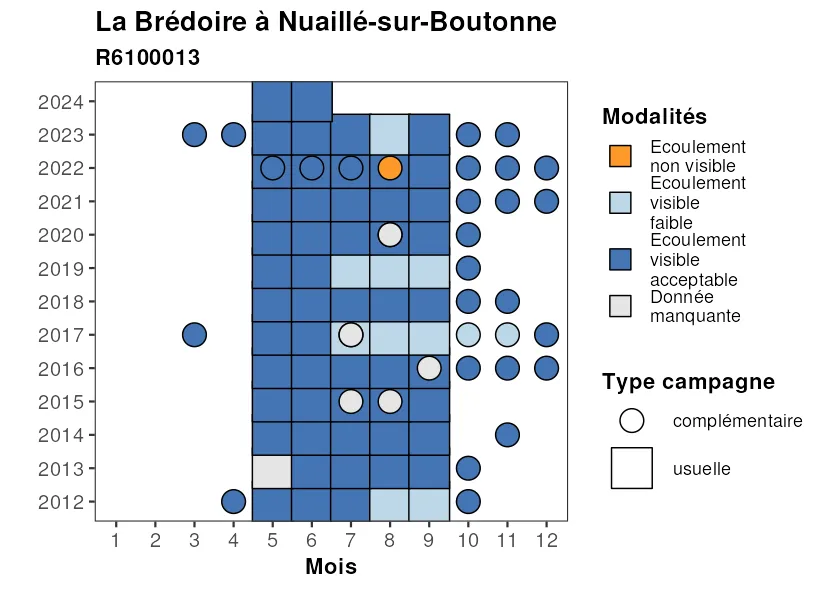 La Brédoire à Nuaillé-sur-Boutonne
R6100013
2024
2023
2022
2021
2020
2019
2018
2017
2016
2015
2014
2013
2012
1 2 3 4 5 6 7 8 9 10 11 12
Mois
Modalités
Ecoulement
non visible
Ecoulement
visible
faible
Ecoulement
visible
acceptable
Donnée
manquante
Type campagne
complémentaire
usuelle